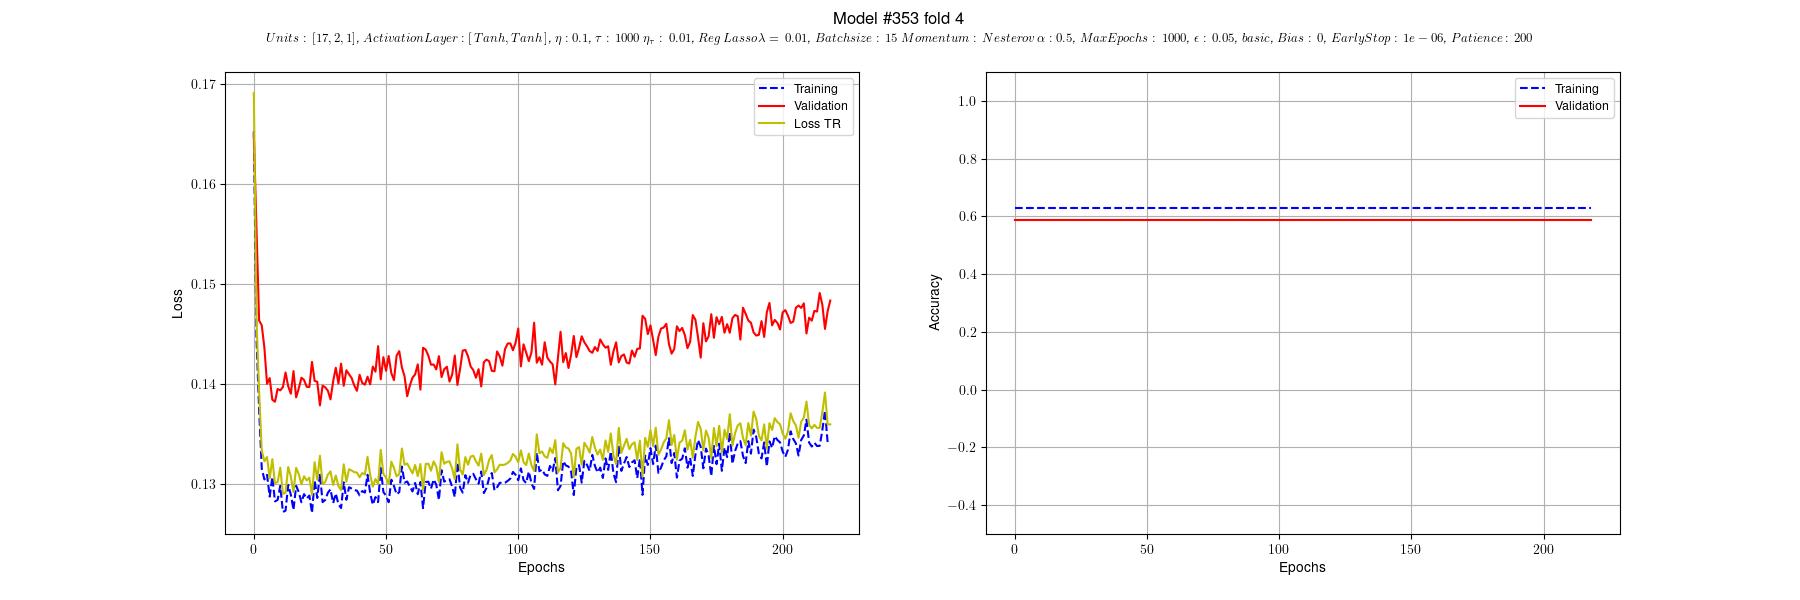 Model #353 fold 4
Units : [17, 2, 1], ActivationLayer : [Tanh, Tanh], η : 0.1, τ : 1000 ητ : 0.01, Reg Lasso λ = 0.01, Batchsize : 15 Momentum : Nesterov α : 0.5, MaxEpochs : 1000, ϵ : 0.05, basic, Bias : 0, EarlyStop : 1e − 06, Patience : 200
Loss
0.17
0.16
0.15
0.14
0.13
Training
Validation
Loss TR
0 50 100 150 200
Epochs
Accuracy
1.0
0.8
0.6
0.4
0.2
0.0
−0.2
−0.4
Training
Validation
0 50 100 150 200
Epochs